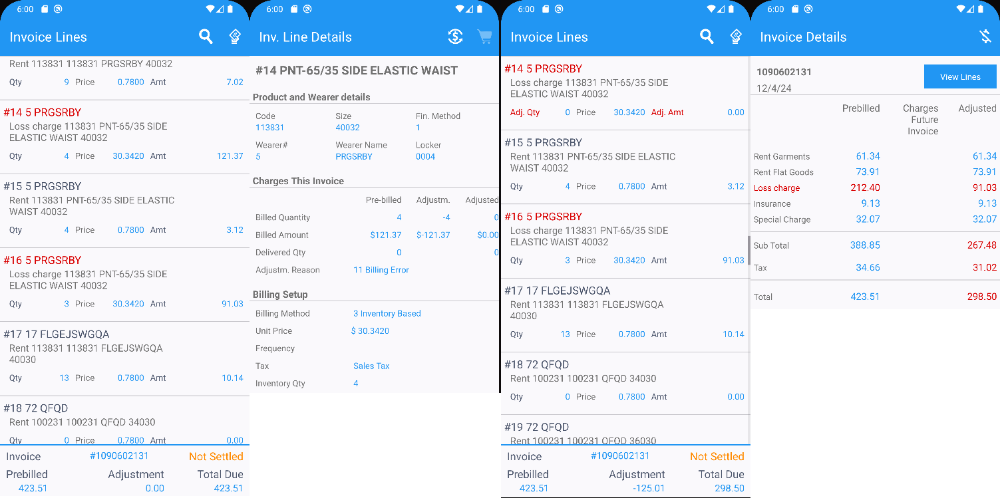 6:00
Invoice Lines
Rent 113831 113831 PRGSRBY 40032
Qty 9 Price 0.7800 Amt 7.02
#14 5 PRGSRBY
Loss charge 113831 PNT-65/35 SIDE
ELASTIC WAIST 40032
Qty 4 Price 30.3420 Amt 121.37
#15 5 PRGSRBY
Rent 113831 PNT-65/35 SIDE ELASTIC
WAIST 40032
Qty 4 Price 0.7800 Amt 3.12
#16 5 PRGSRBY
Loss charge 113831 PNT-65/35 SIDE
ELASTIC WAIST 40032
Qty 3 Price 30.3420 Amt 91.03
#17 17 FLGEJSWGQA
Rent 113831 113831 FLGEJSWGQA
40030
Qty 13 Price 0.7800 Amt 10.14
#18 72 QFQD
Rent 100231 100231 QFQD 34030
Qty 0 Price 0.7800 Amt 0.00
Invoice #1090602131 Not Settled
Prebilled Adjustment Total Due
423.51 0.00 423.51
6:00
Inv. Line Details
#14 PNT-65/35 SIDE ELASTIC WAIST
Product and Wearer details
Code Size Fin. Method
113831 40032 1
Wearer# Wearer Name Locker
5 PRGSRBY 0004
Charges This Invoice
Pre-billed Adjustm. Adjusted
Billed Quantity 4 -4 0
Billed Amount $121.37 $-121.37 $0.00
Delivered Qty 0 0
Adjustm. Reason 11 Billing Error
Billing Setup
Billing Method 3 Inventory Based
Unit Price $ 30.3420
Frequency
Tax Sales Tax
Inventory Qty 4
6:00
Invoice Lines
#14 5 PRGSRBY
Loss charge 113831 PNT-65/35 SIDE
ELASTIC WAIST 40032
Adj. Qty 0 Price 30.3420 Adj. Amt 0.00
#15 5 PRGSRBY
Rent 113831 PNT-65/35 SIDE ELASTIC
WAIST 40032
Qty 4 Price 0.7800 Amt 3.12
#16 5 PRGSRBY
Loss charge 113831 PNT-65/35 SIDE
ELASTIC WAIST 40032
Qty 3 Price 30.3420 Amt 91.03
#17 17 FLGEJSWGQA
Rent 113831 113831 FLGEJSWGQA
40030
Qty 13 Price 0.7800 Amt 10.14
#18 72 QFQD
Rent 100231 100231 QFQD 34030
Qty 0 Price 0.7800 Amt 0.00
#19 72 QFQD
Rent 100231 100231 QFQD 36030
Invoice #1090602131 Not Settled
Prebilled Adjustment Total Due
423.51 -125.01 298.50
6:00
Invoice Details
1090602131
View Lines
12/4/24
Prebilled Charges Adjusted
Future
Invoice
Rent Garments 61.34 61.34
Rent Flat Goods 73.91 73.91
Loss charge 212.40 91.03
Insurance 9.13 9.13
Special Charge 32.07 32.07
Sub Total 388.85 267.48
Tax 34.66 31.02
Total 423.51 298.50